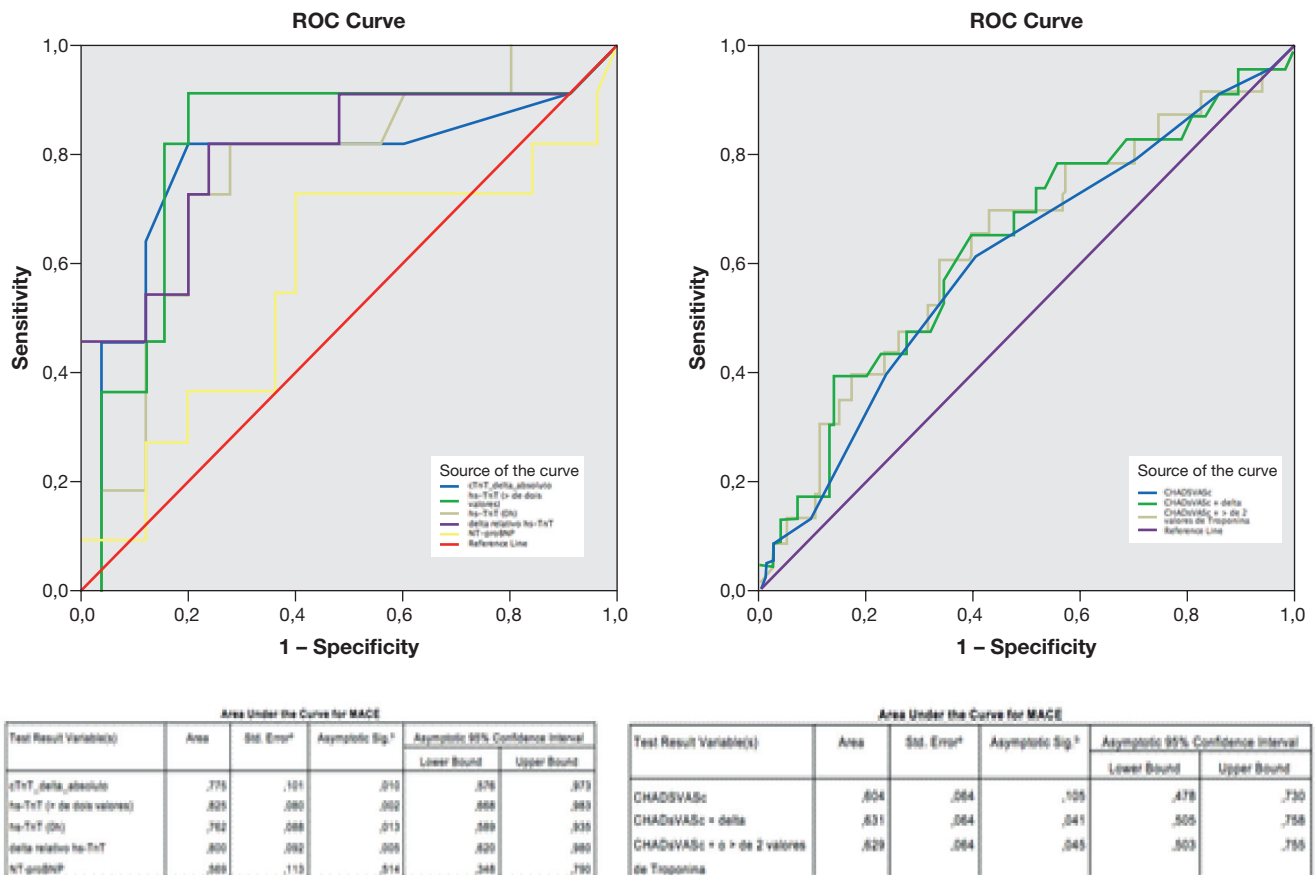 ROC Curve
1,0
0,8
0,6
0,4
0,2
0,0
Sensitivity
0,0 0,2 0,4 0,6 0,8 1,0
1 – Specificity
Source of the curve
cTnT_delta_absoluto
hs-TnT (> de dois
valores)
hs-TnT (0h)
delta relativo hs-TnT
NT-proBNP
Reference Line
ROC Curve
1,0
0,8
0,6
0,4
0,2
0,0
Sensitivity
0,0 0,2 0,4 0,6 0,8 1,0
1 – Specificity
Source of the curve
CHADSVASc
CHADsVASc + delta
CHADsVASc + > de 2
valores de Troponina
Reference Line
Area Under the Curve for MACE
Test Result Variable(s) Area Std. Error Asymptotic Sig. Asymptotic 95% Confidence Interval
Lower Bound Upper Bound
cTnT_delta_absoluto ,775 ,101 ,010 ,576 ,973
hs-TnT (> de dois valores) ,825 ,080 ,002 ,668 ,983
hs-TnT (0h) ,762 ,088 ,013 ,589 ,935
delta relativo hs-TnT ,800 ,092 ,005 ,620 ,980
NT-proBNP ,569 ,113 ,514 ,348 ,790
Area Under the Curve for MACE
Test Result Variable(s) Area Std. Error Asymptotic Sig. Asymptotic 95% Confidence Interval
Lower Bound Upper Bound
CHADSVASc ,604 ,064 ,105 ,478 ,730
CHADsVASc + delta ,631 ,064 ,041 ,505 ,758
CHADsVASc + o > de 2 valores ,629 ,064 ,045 ,503 ,755
de Troponina